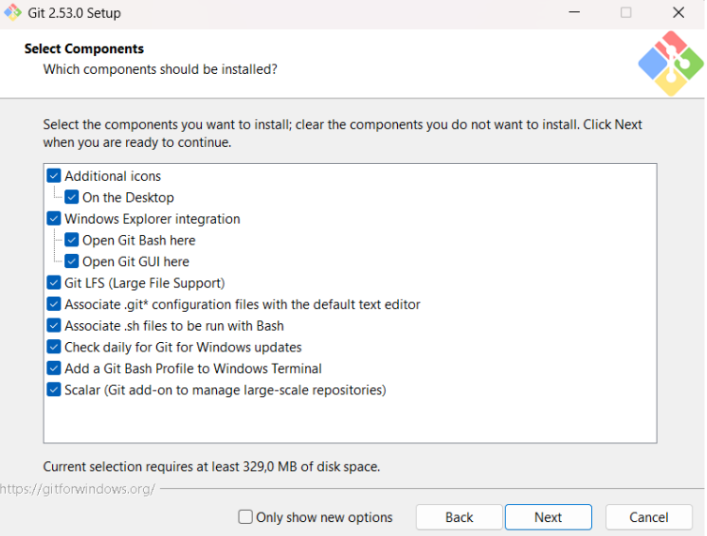 Git 2.53.0 Setup
Select Components
Which components should be installed?
Select the components you want to install; clear the components you do not want to install. Click Next
when you are ready to continue.
Additional icons
On the Desktop
Windows Explorer integration
Open Git Bash here
Open Git GUI here
Git LFS (Large File Support)
Associate .git* configuration files with the default text editor
Associate .sh files to be run with Bash
Check daily for Git for Windows updates
Add a Git Bash Profile to Windows Terminal
Scalar (Git add-on to manage large-scale repositories)
Current selection requires at least 329,0 MB of disk space.
https://gitforwindows.org/
Only show new options
Back
Next
Cancel